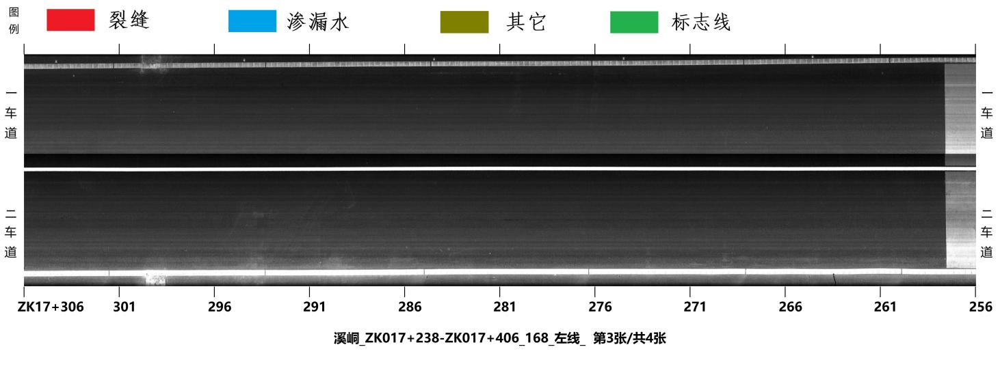 图例 裂缝 渗漏水 其它 标志线
一车道 一车道
二车道 二车道
ZK17+306 301 296 291 286 281 276 271 266 261 256
溪峒_ZK017+238-ZK017+406_168_左线_ 第3张/共4张